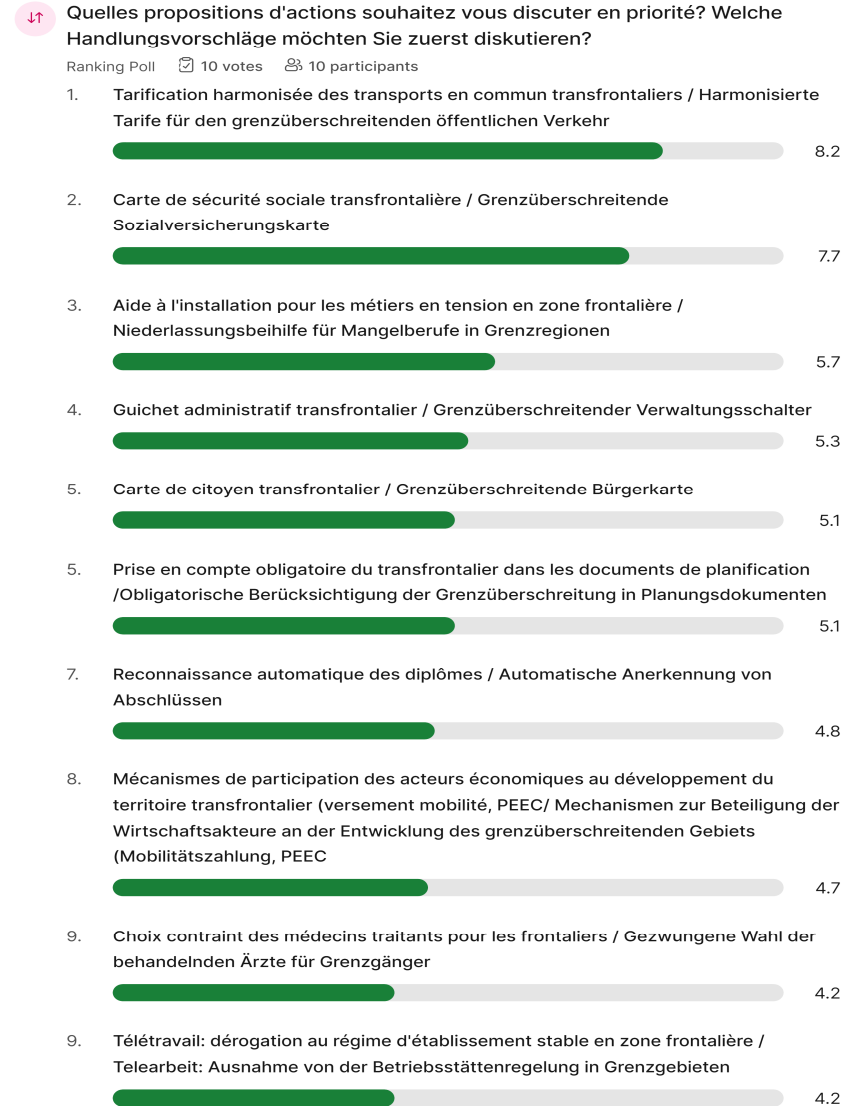 Quelles propositions d'actions souhaitez vous discuter en priorité? Welche
Handlungsvorschläge möchten Sie zuerst diskutieren?
Ranking Poll 10 votes 10 participants
1. Tarification harmonisée des transports en commun transfrontaliers / Harmonisierte
Tarife für den grenzüberschreitenden öffentlichen Verkehr
8.2
2. Carte de sécurité sociale transfrontalière / Grenzüberschreitende
Sozialversicherungskarte
7.7
3. Aide à l'installation pour les métiers en tension en zone frontalière /
Niederlassungsbeihilfe für Mangelberufe in Grenzregionen
5.7
4. Guichet administratif transfrontalier / Grenzüberschreitender Verwaltungsschalter
5.3
5. Carte de citoyen transfrontalier / Grenzüberschreitende Bürgerkarte
5.1
5. Prise en compte obligatoire du transfrontalier dans les documents de planification
/Obligatorische Berücksichtigung der Grenzüberschreitung in Planungsdokumenten
5.1
7. Reconnaissance automatique des diplômes / Automatische Anerkennung von
Abschlüssen
4.8
8. Mécanismes de participation des acteurs économiques au développement du
territoire transfrontalier (versement mobilité, PEEC/ Mechanismen zur Beteiligung der
Wirtschaftsakteure an der Entwicklung des grenzüberschreitenden Gebiets
(Mobilitätszahlung, PEEC
4.7
9. Choix contraint des médecins traitants pour les frontaliers / Gezwungene Wahl der
behandelnden Ärzte für Grenzgänger
4.2
9. Télétravail: dérogation au régime d'établissement stable en zone frontalière /
Telearbeit: Ausnahme von der Betriebsstättenregelung in Grenzgebieten
4.2